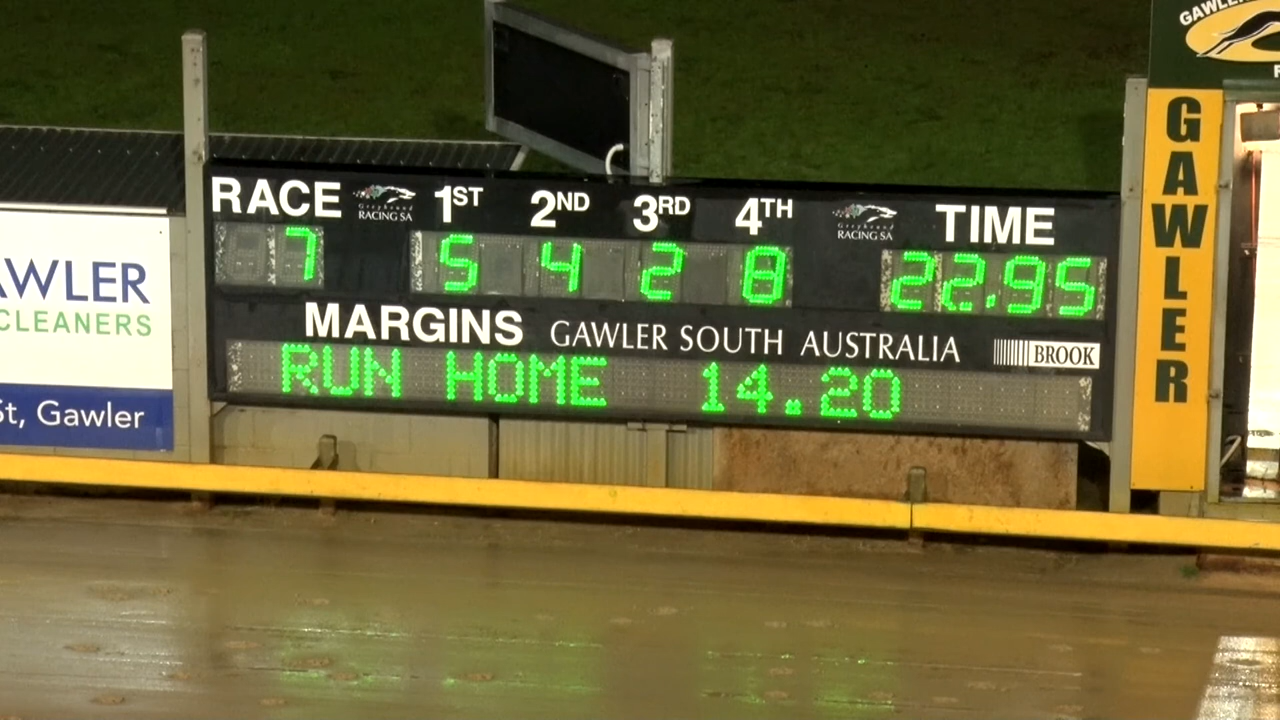 GAWLER
RACE
Greyhound
RACING SA
1ST 2ND 3RD 4TH
Greyhound
RACING SA
TIME
7 5 4 2 8 22.95
MARGINS GAWLER SOUTH AUSTRALIA BROOK
RUN HOME 14.20
AWLER
CLEANERS
St, Gawler
GAWLER